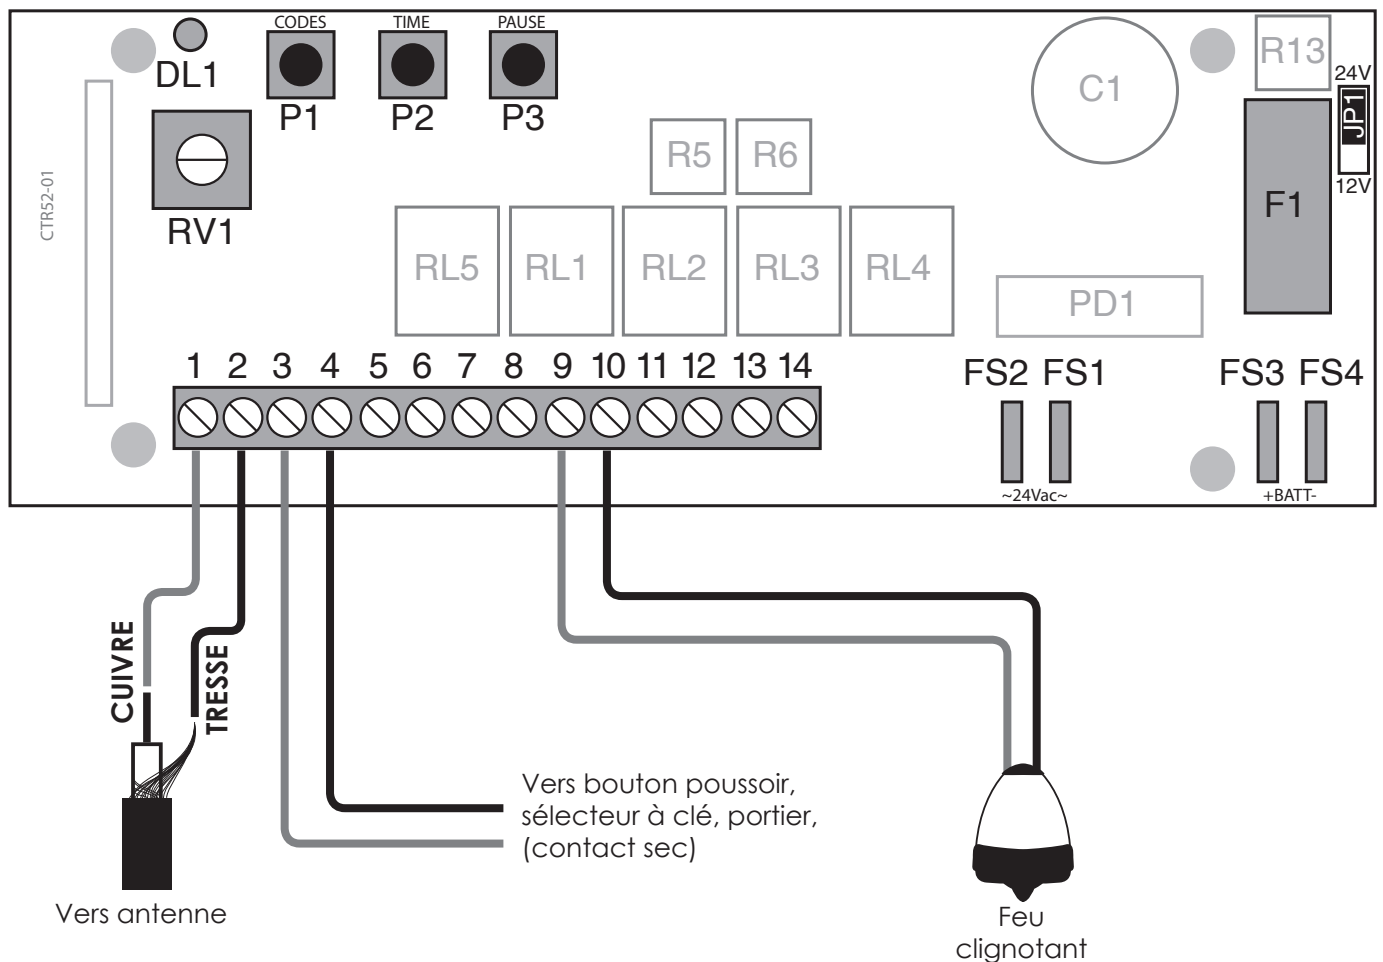 CODES
TIME
PAUSE
DL1
P1
P2
P3
C1
R13
24V
JP1
12V
R5
R6
F1
CTR52-01
RV1
RL5
RL1
RL2
RL3
RL4
PD1
1 2 3 4 5 6 7 8 9 10 11 12 13 14
FS2 FS1
FS3 FS4
~24Vac~
+BATT-
CUIVRE
TRESSE
Vers bouton poussoir,
sélecteur à clé, portier,
(contact sec)
Vers antenne
Feu
clignotant